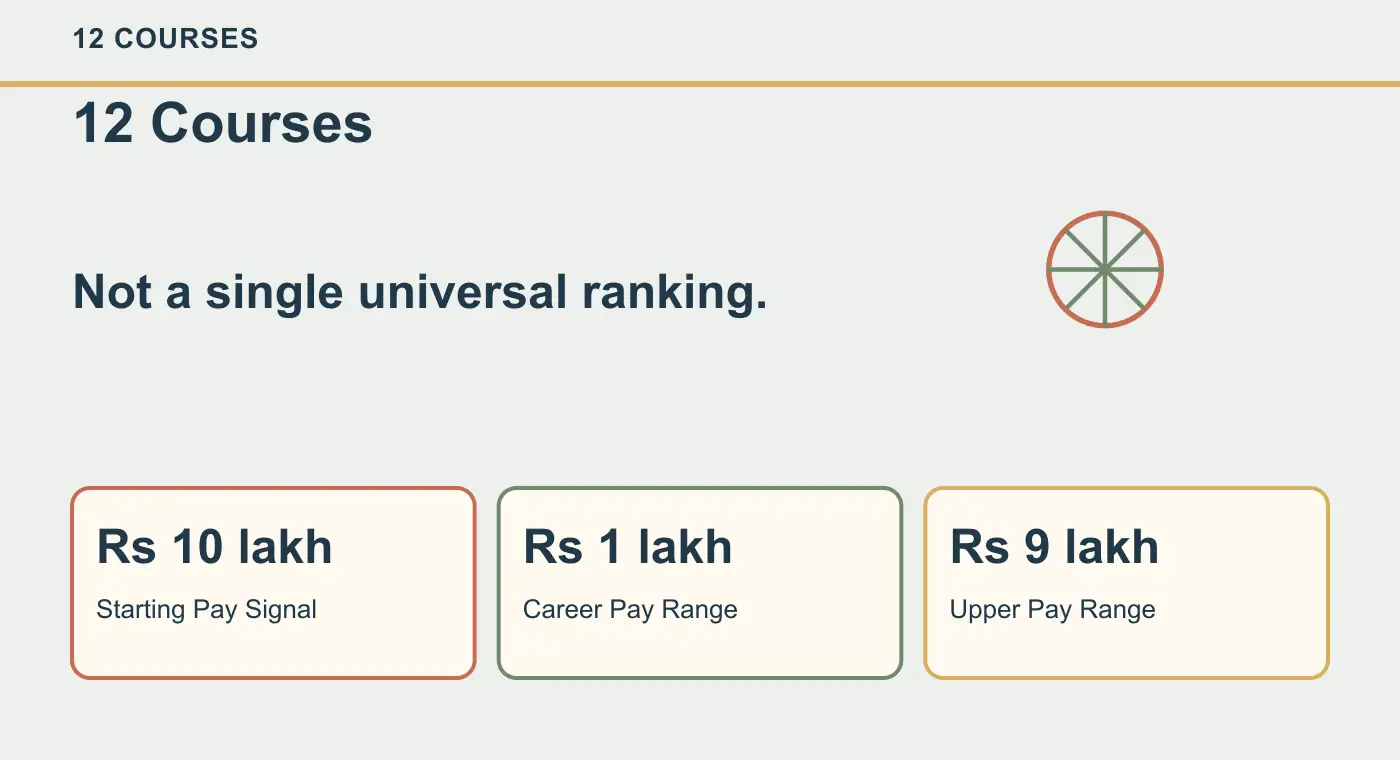 12 COURSES
12 Courses
Not a single universal ranking.
Rs 10 lakh
Starting Pay Signal
Rs 1 lakh
Career Pay Range
Rs 9 lakh
Upper Pay Range